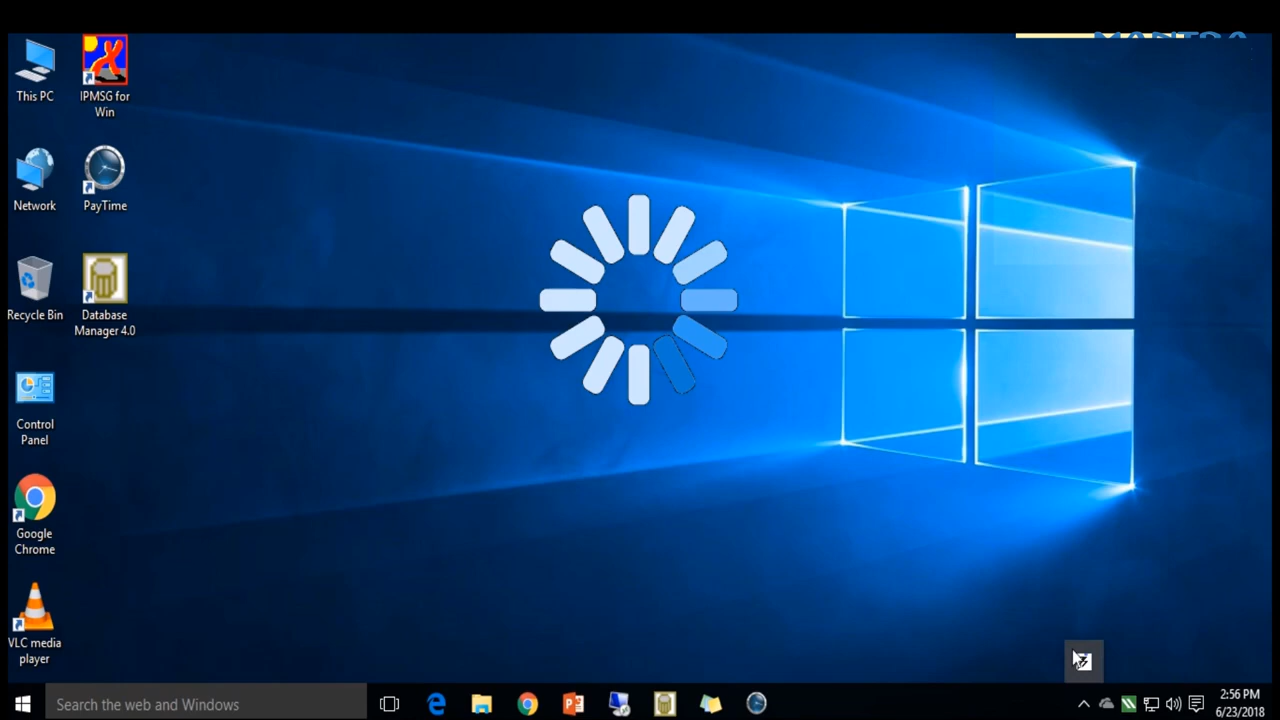 MANTRA
This PC
IPMSG for
Win
Network
PayTime
Recycle Bin
Database
Manager 4.0
Control
Panel
Google
Chrome
VLC media
player
Search the web and Windows
2:56 PM
6/23/2018